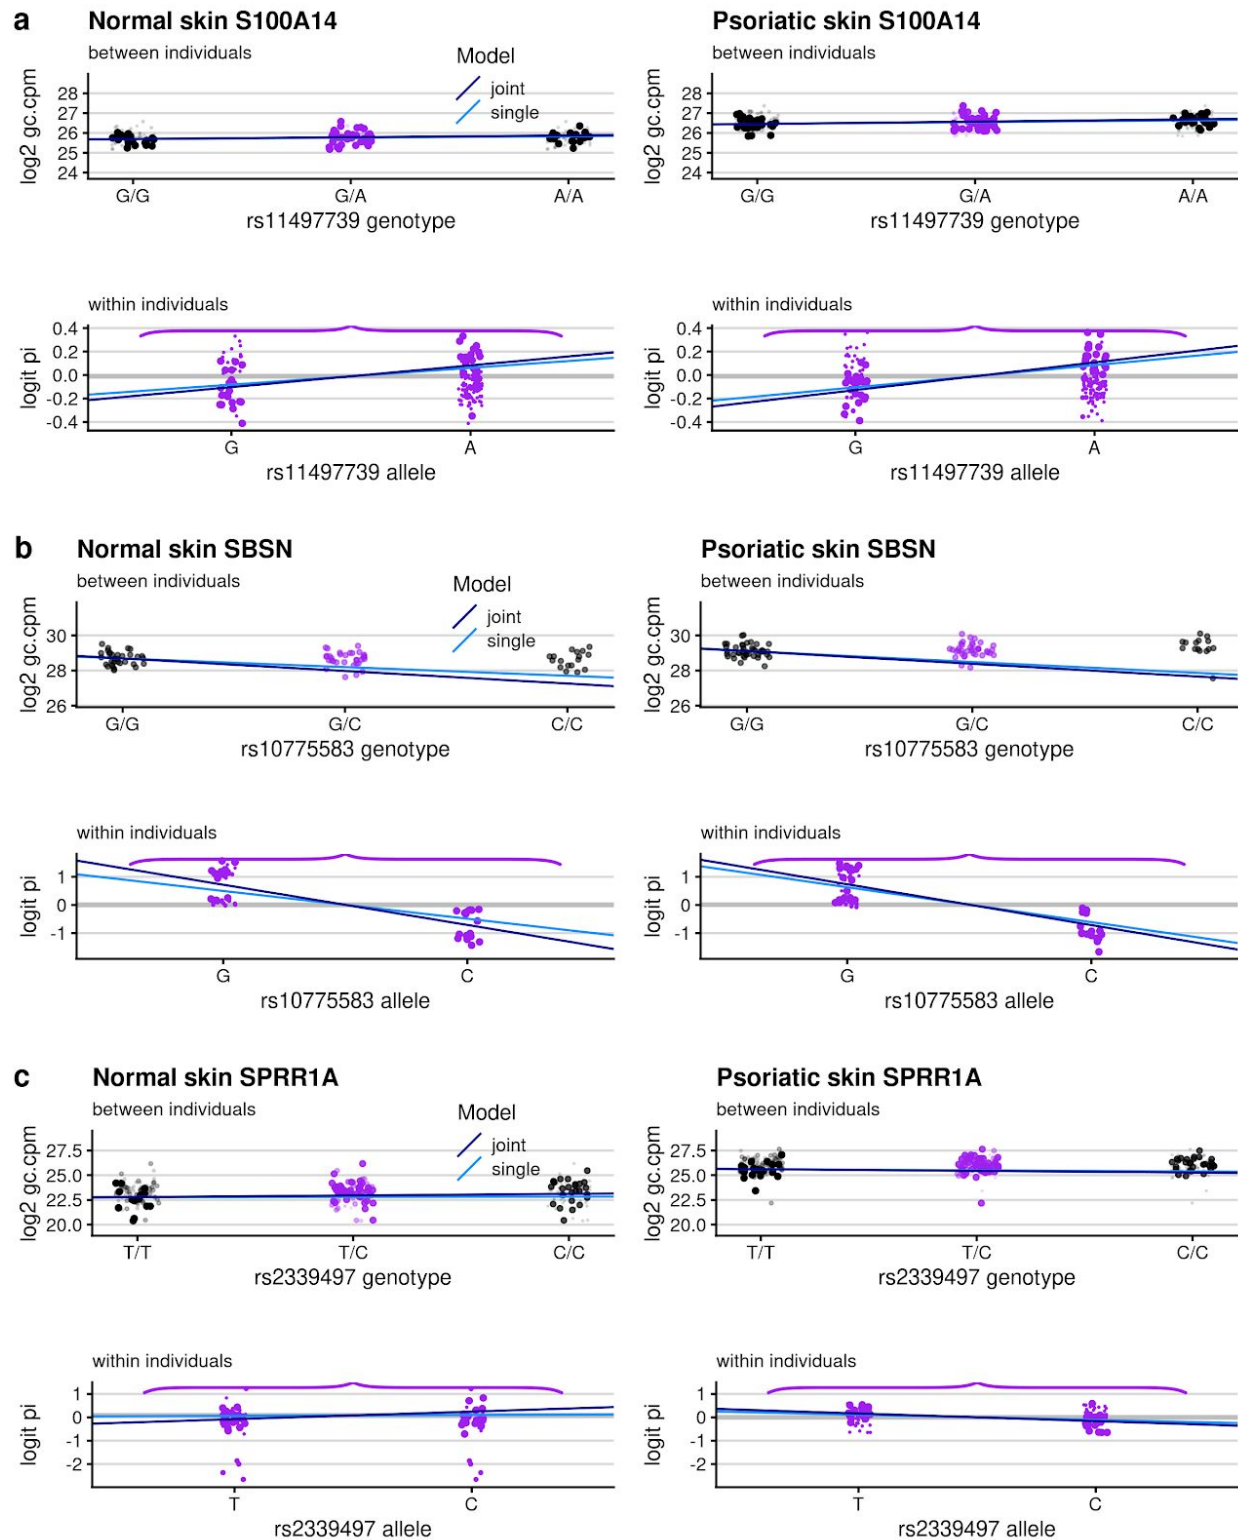 a
Normal skin S100A14
Psoriatic skin S100A14
between individuals
between individuals
Model
joint
single
log2 gc.cpm
28
27
26
25
24
G/G
G/A
A/A
rs11497739 genotype
log2 gc.cpm
28
27
26
25
24
G/G
G/A
A/A
rs11497739 genotype
within individuals
within individuals
logit pi
0.4
0.2
0.0
-0.2
-0.4
G
A
rs11497739 allele
logit pi
0.4
0.2
0.0
-0.2
-0.4
G
A
rs11497739 allele
b
Normal skin SBSN
Psoriatic skin SBSN
between individuals
between individuals
Model
joint
single
log2 gc.cpm
30
28
26
G/G
G/C
C/C
rs10775583 genotype
log2 gc.cpm
30
28
26
G/G
G/C
C/C
rs10775583 genotype
within individuals
within individuals
logit pi
1
0
-1
G
C
rs10775583 allele
logit pi
1
0
-1
G
C
rs10775583 allele
c
Normal skin SPRR1A
Psoriatic skin SPRR1A
between individuals
between individuals
Model
joint
single
log2 gc.cpm
27.5
25.0
22.5
20.0
T/T
T/C
C/C
rs2339497 genotype
log2 gc.cpm
27.5
25.0
22.5
20.0
T/T
T/C
C/C
rs2339497 genotype
within individuals
within individuals
logit pi
1
0
-1
-2
T
C
rs2339497 allele
logit pi
1
0
-1
-2
T
C
rs2339497 allele